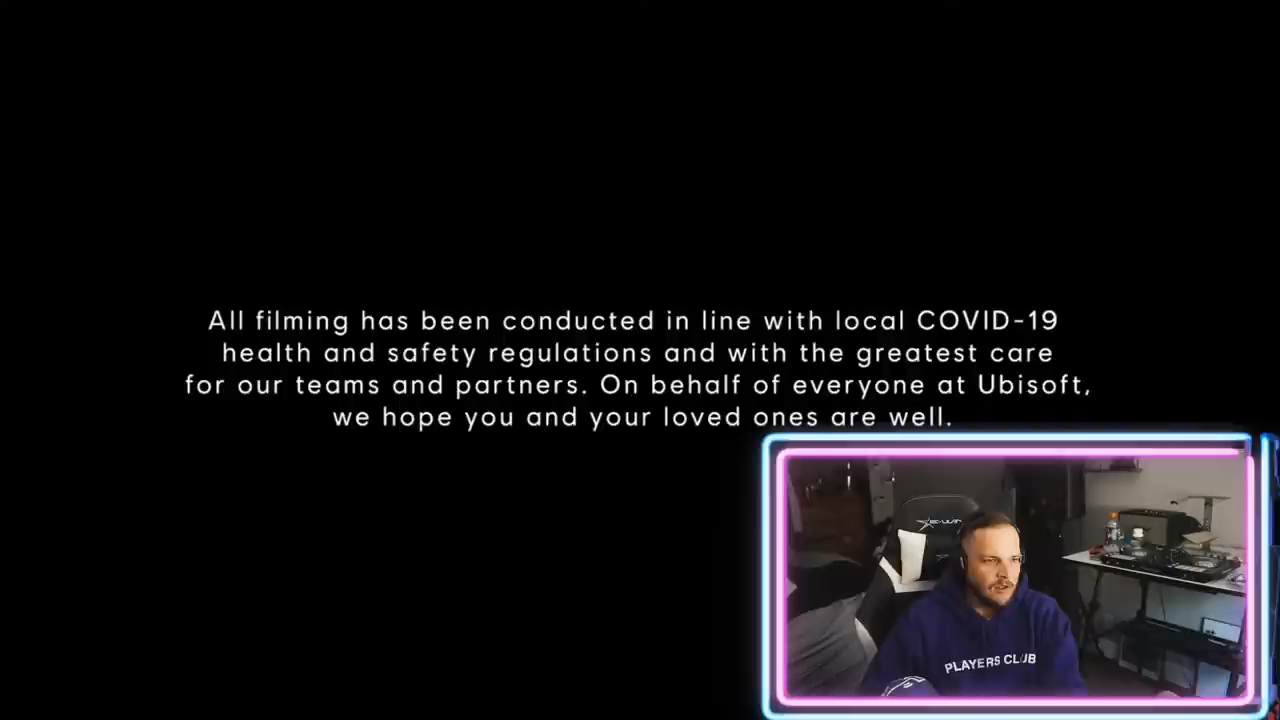 All filming has been conducted in line with local COVID-19
health and safety regulations and with the greatest care
for our teams and partners. On behalf of everyone at Ubisoft,
we hope you and your loved ones are well.
PLAYERS CLUB